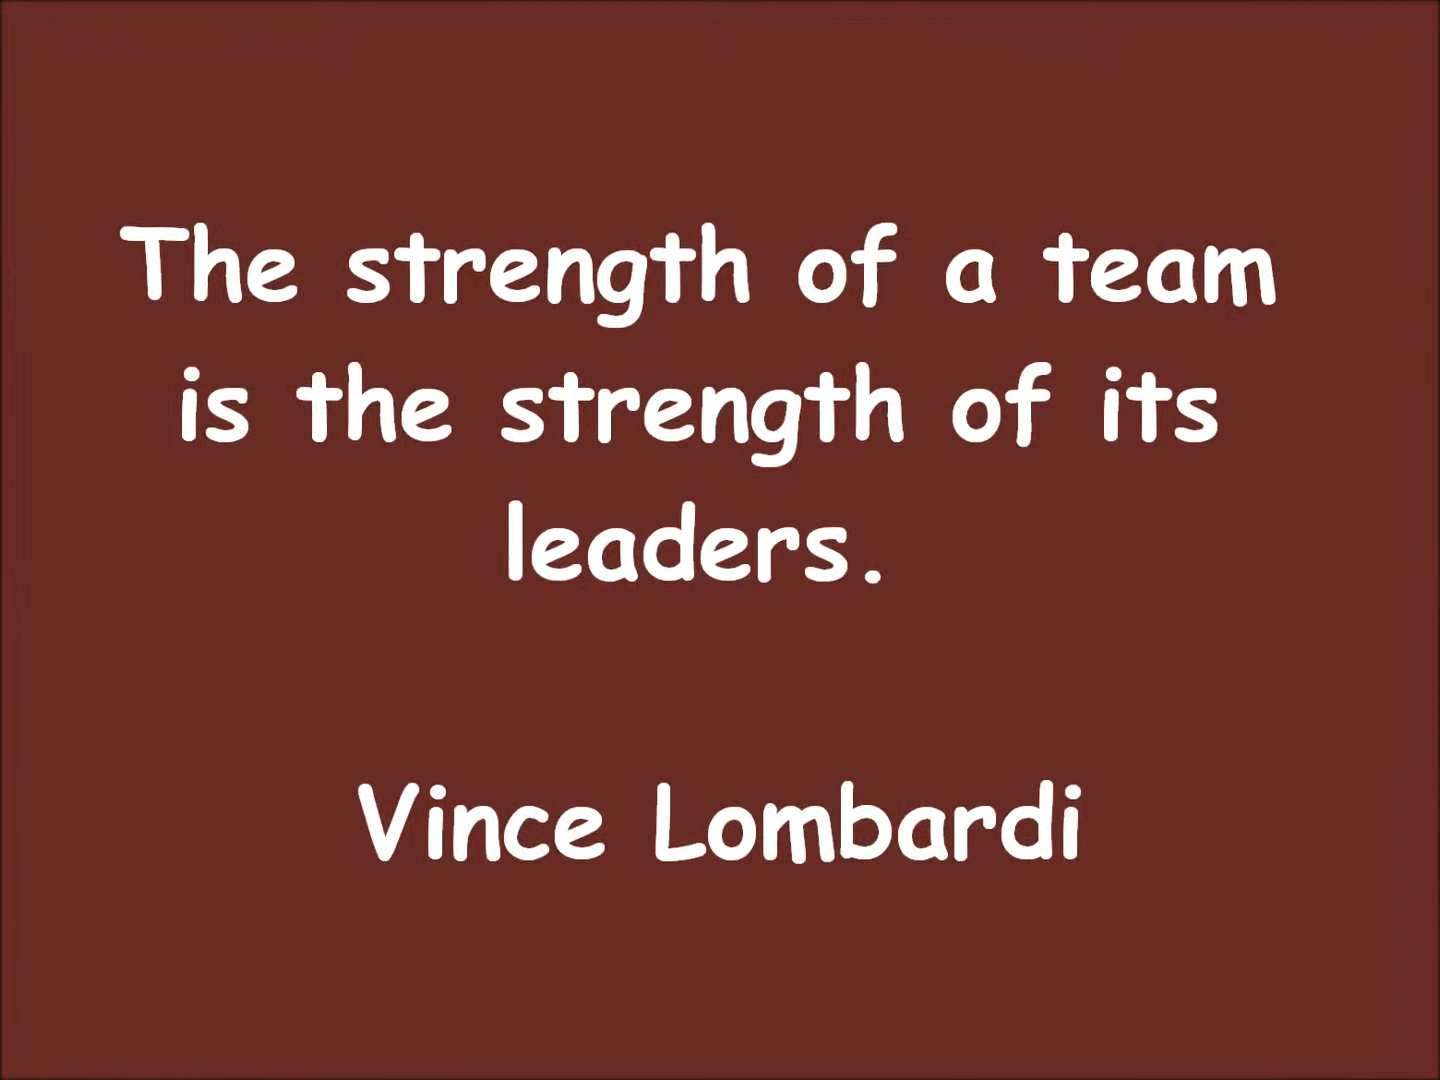 The strength of a team
is the strength of its
leaders.
Vince Lombardi